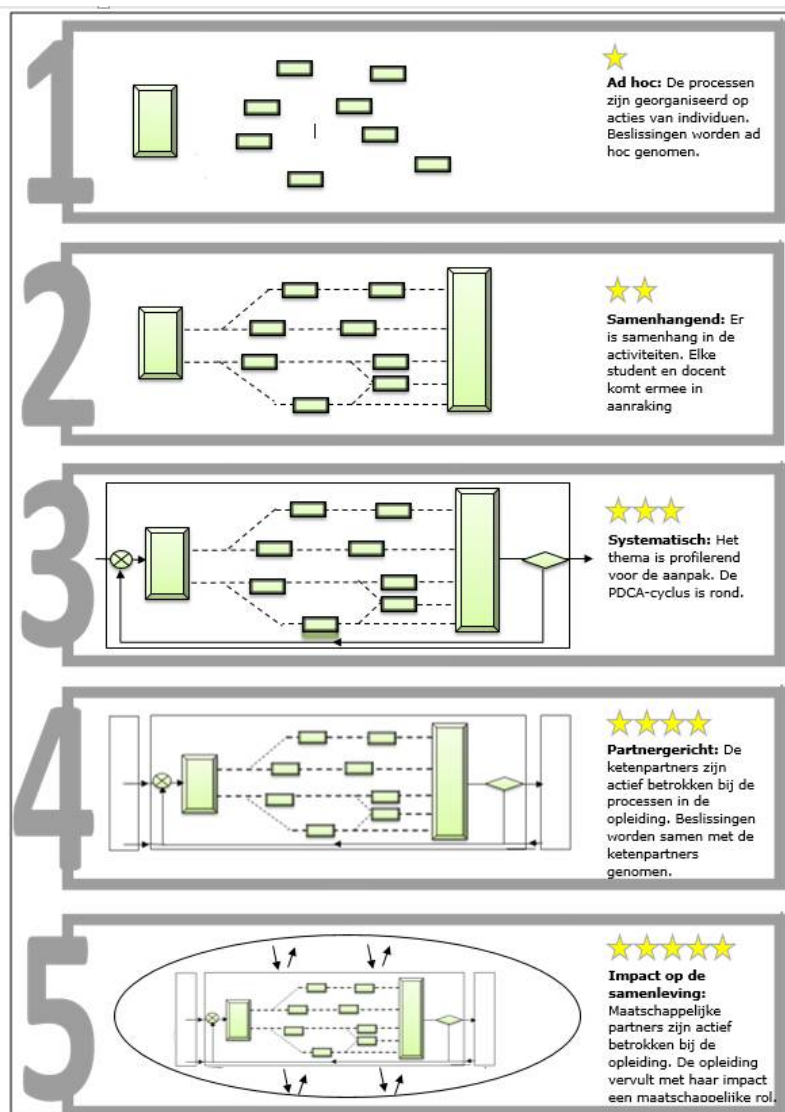 1
Ad hoc: De processen
zijn georganiseerd op
acties van individuen.
Beslissingen worden ad
hoc genomen.
2
Samenhangend: Er
is samenhang in de
activiteiten. Elke
student en docent
komt ermee in
aanraking
3
Systematisch: Het
thema is profilerend
voor de aanpak. De
PDCA-cyclus is rond.
4
Partnergericht: De
ketenpartners zijn
actief betrokken bij de
processen in de
opleiding. Beslissingen
worden samen met de
ketenpartners
genomen.
5
Impact op de
samenleving:
Maatschappelijke
partners zijn actief
betrokken bij de
opleiding. De opleiding
vervult met haar impact
een maatschappelijke rol.